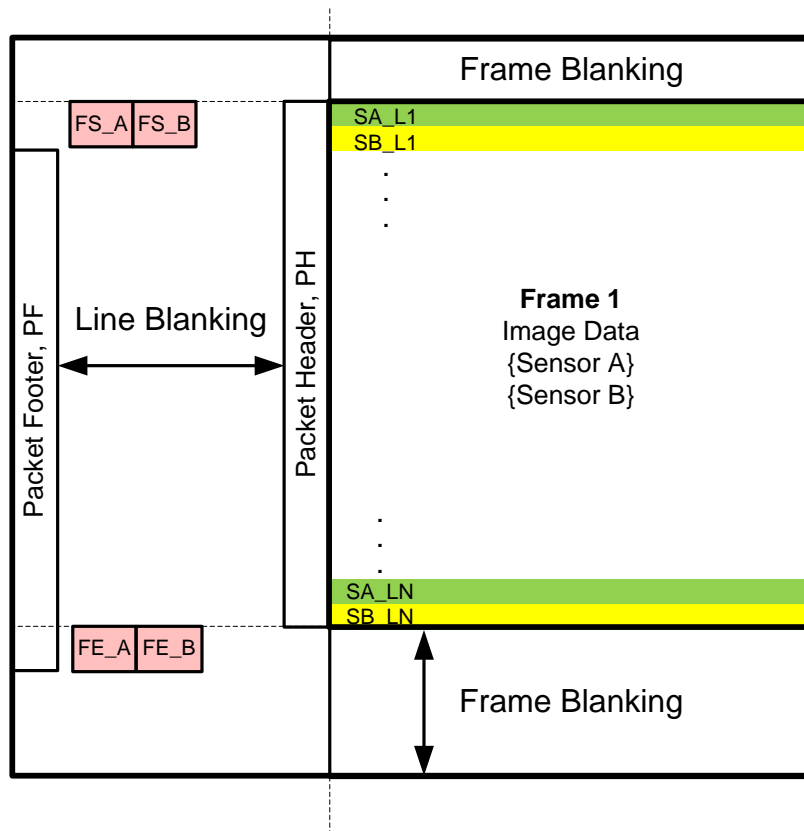 Frame Blanking
FS_A FS_B
SA_L1
SB_L1
.
.
.
Packet Footer, PF
Line Blanking
Packet Header, PH
Frame 1
Image Data
{Sensor A}
{Sensor B}
.
.
.
SA_LN
SB_LN
FE_A FE_B
Frame Blanking